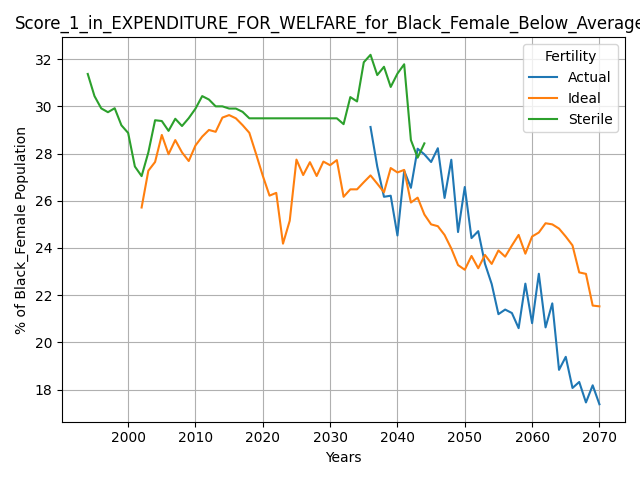 Score_1_in_EXPENDITURE_FOR_WELFARE_for_Black_Female_Below_Average
Fertility
Actual
Ideal
Sterile
% of Black_Female Population
32
30
28
26
24
22
20
18
2000 2010 2020 2030 2040 2050 2060 2070
Years